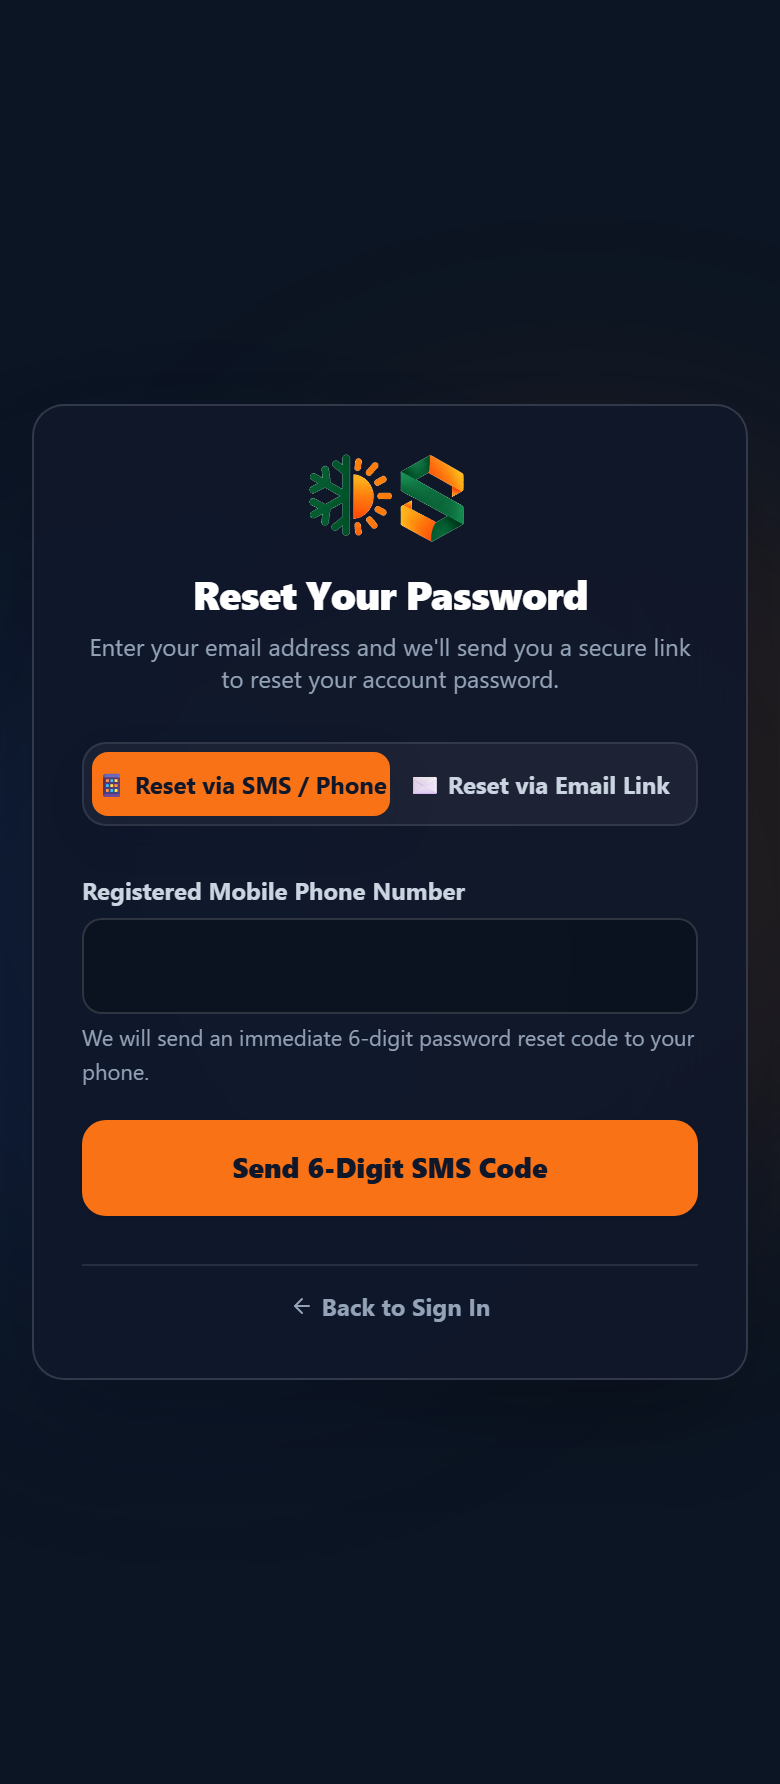 Reset Your Password
Enter your email address and we'll send you a secure link
to reset your account password.
Reset via SMS / Phone
Reset via Email Link
Registered Mobile Phone Number
We will send an immediate 6-digit password reset code to your
phone.
Send 6-Digit SMS Code
← Back to Sign In